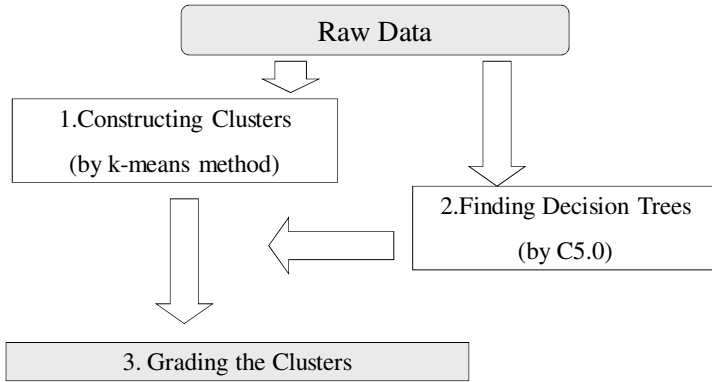 Raw Data
1.Constructing Clusters
(by k-means method)
2.Finding Decision Trees
(by C5.0)
3. Grading the Clusters